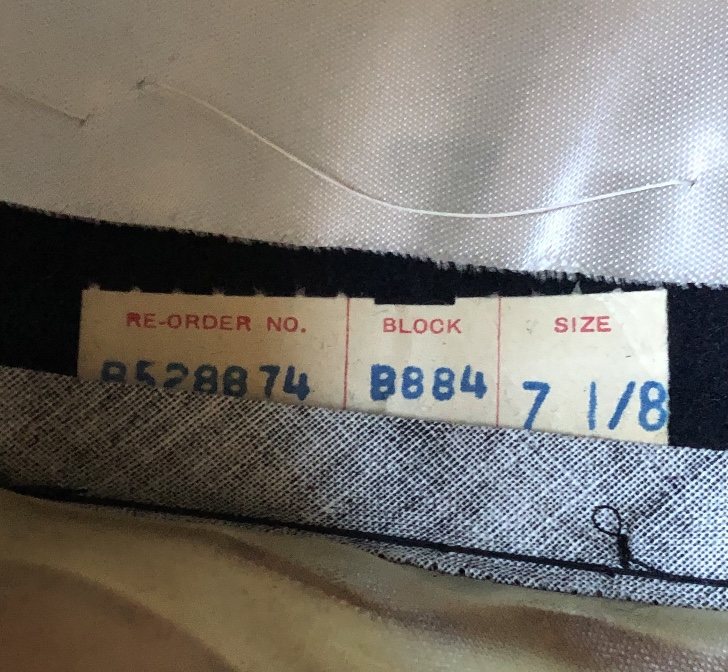 RE-ORDER NO. BLOCK SIZE
B528874 B884 7 1/8